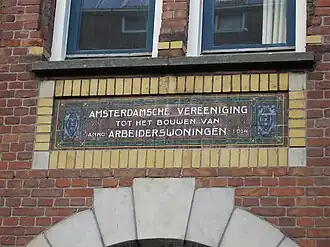 AMSTERDAMSCHE VEREENIGING
TOT HET BOUWEN VAN
ANNO ARBEIDERSWONINGEN 1914